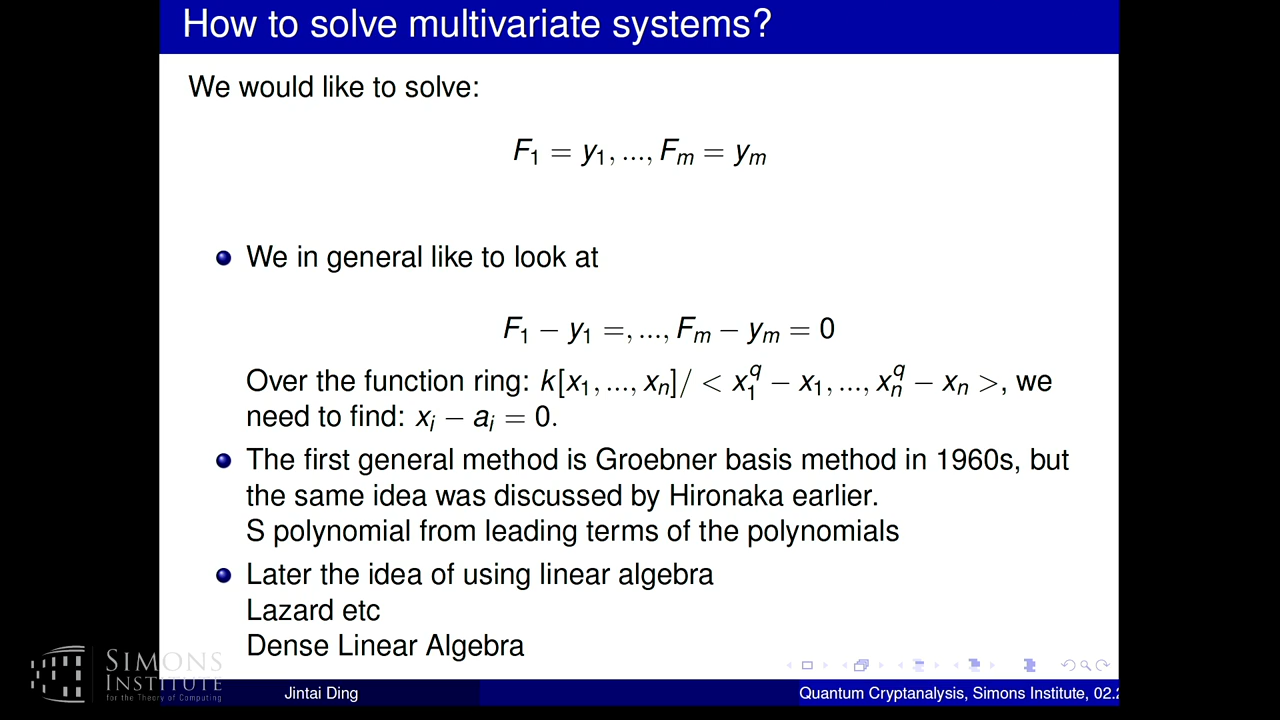 How to solve multivariate systems?
We would like to solve:
F₁ = y₁, ..., Fₘ = yₘ
We in general like to look at
F₁ − y₁ =, ..., Fₘ − yₘ = 0
Over the function ring: k[x₁, ..., xₙ]/ < x₁^q − x₁, ..., xₙ^q − xₙ >, we
need to find: xᵢ − aᵢ = 0.
The first general method is Groebner basis method in 1960s, but
the same idea was discussed by Hironaka earlier.
S polynomial from leading terms of the polynomials
Later the idea of using linear algebra
Lazard etc
Dense Linear Algebra
SIMONS
INSTITUTE
for the Theory of Computing
Jintai Ding
Quantum Cryptanalysis, Simons Institute, 02.